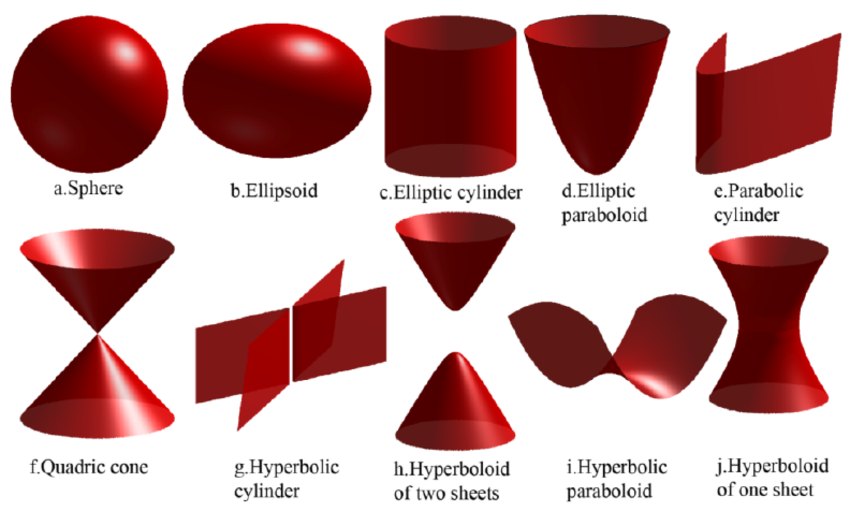 a.Sphere
b.Ellipsoid
c.Elliptic cylinder
d.Elliptic
paraboloid
e.Parabolic
cylinder
f.Quadric cone
g.Hyperbolic
cylinder
h.Hyperboloid
of two sheets
i.Hyperbolic
paraboloid
j.Hyperboloid
of one sheet